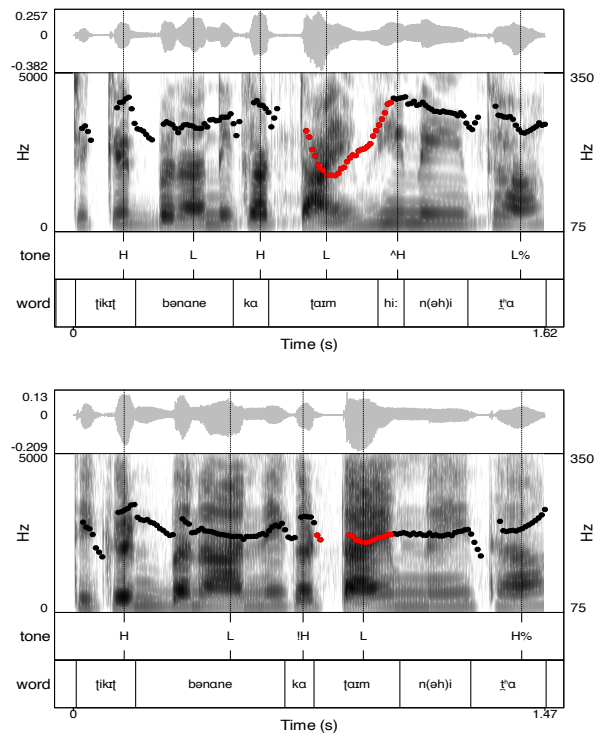 0.257
0
-0.382
5000
350
Hz
Hz
0
75
tone
H
L
H
L
^H
L%
word
ʈikɪʈ
bənɑne
kɑ
ʈɑɪm
hiː
n(əh)i
t̪ʰɑ
0
1.62
Time (s)
0.13
0
-0.209
5000
350
Hz
Hz
0
75
tone
H
L
!H
L
H%
word
ʈikɪʈ
bənɑne
kɑ
ʈɑɪm
n(əh)i
t̪ʰɑ
0
1.47
Time (s)